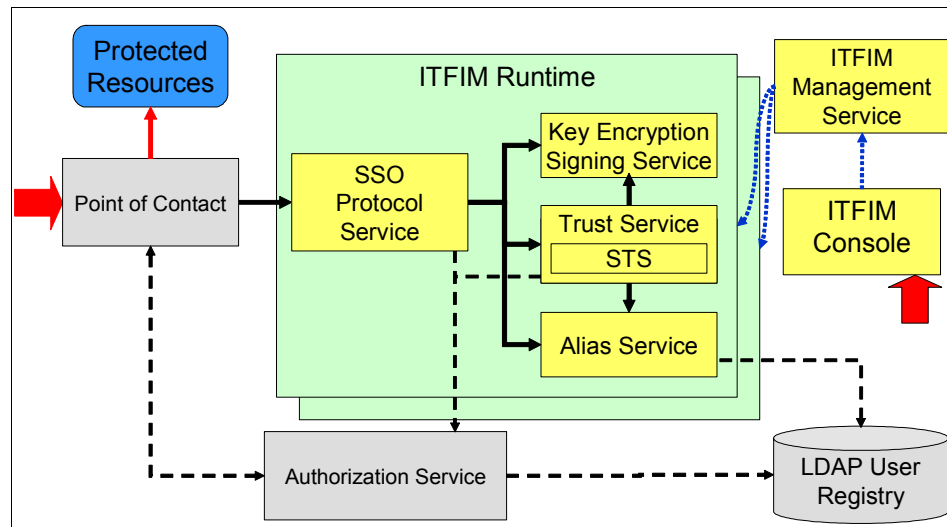 Protected
Resources
ITFIM Runtime
ITFIM
Management
Service
Key Encryption
Signing Service
SSO
Protocol
Service
Point of Contact
Trust Service
STS
ITFIM
Console
Alias Service
Authorization Service
LDAP User
Registry